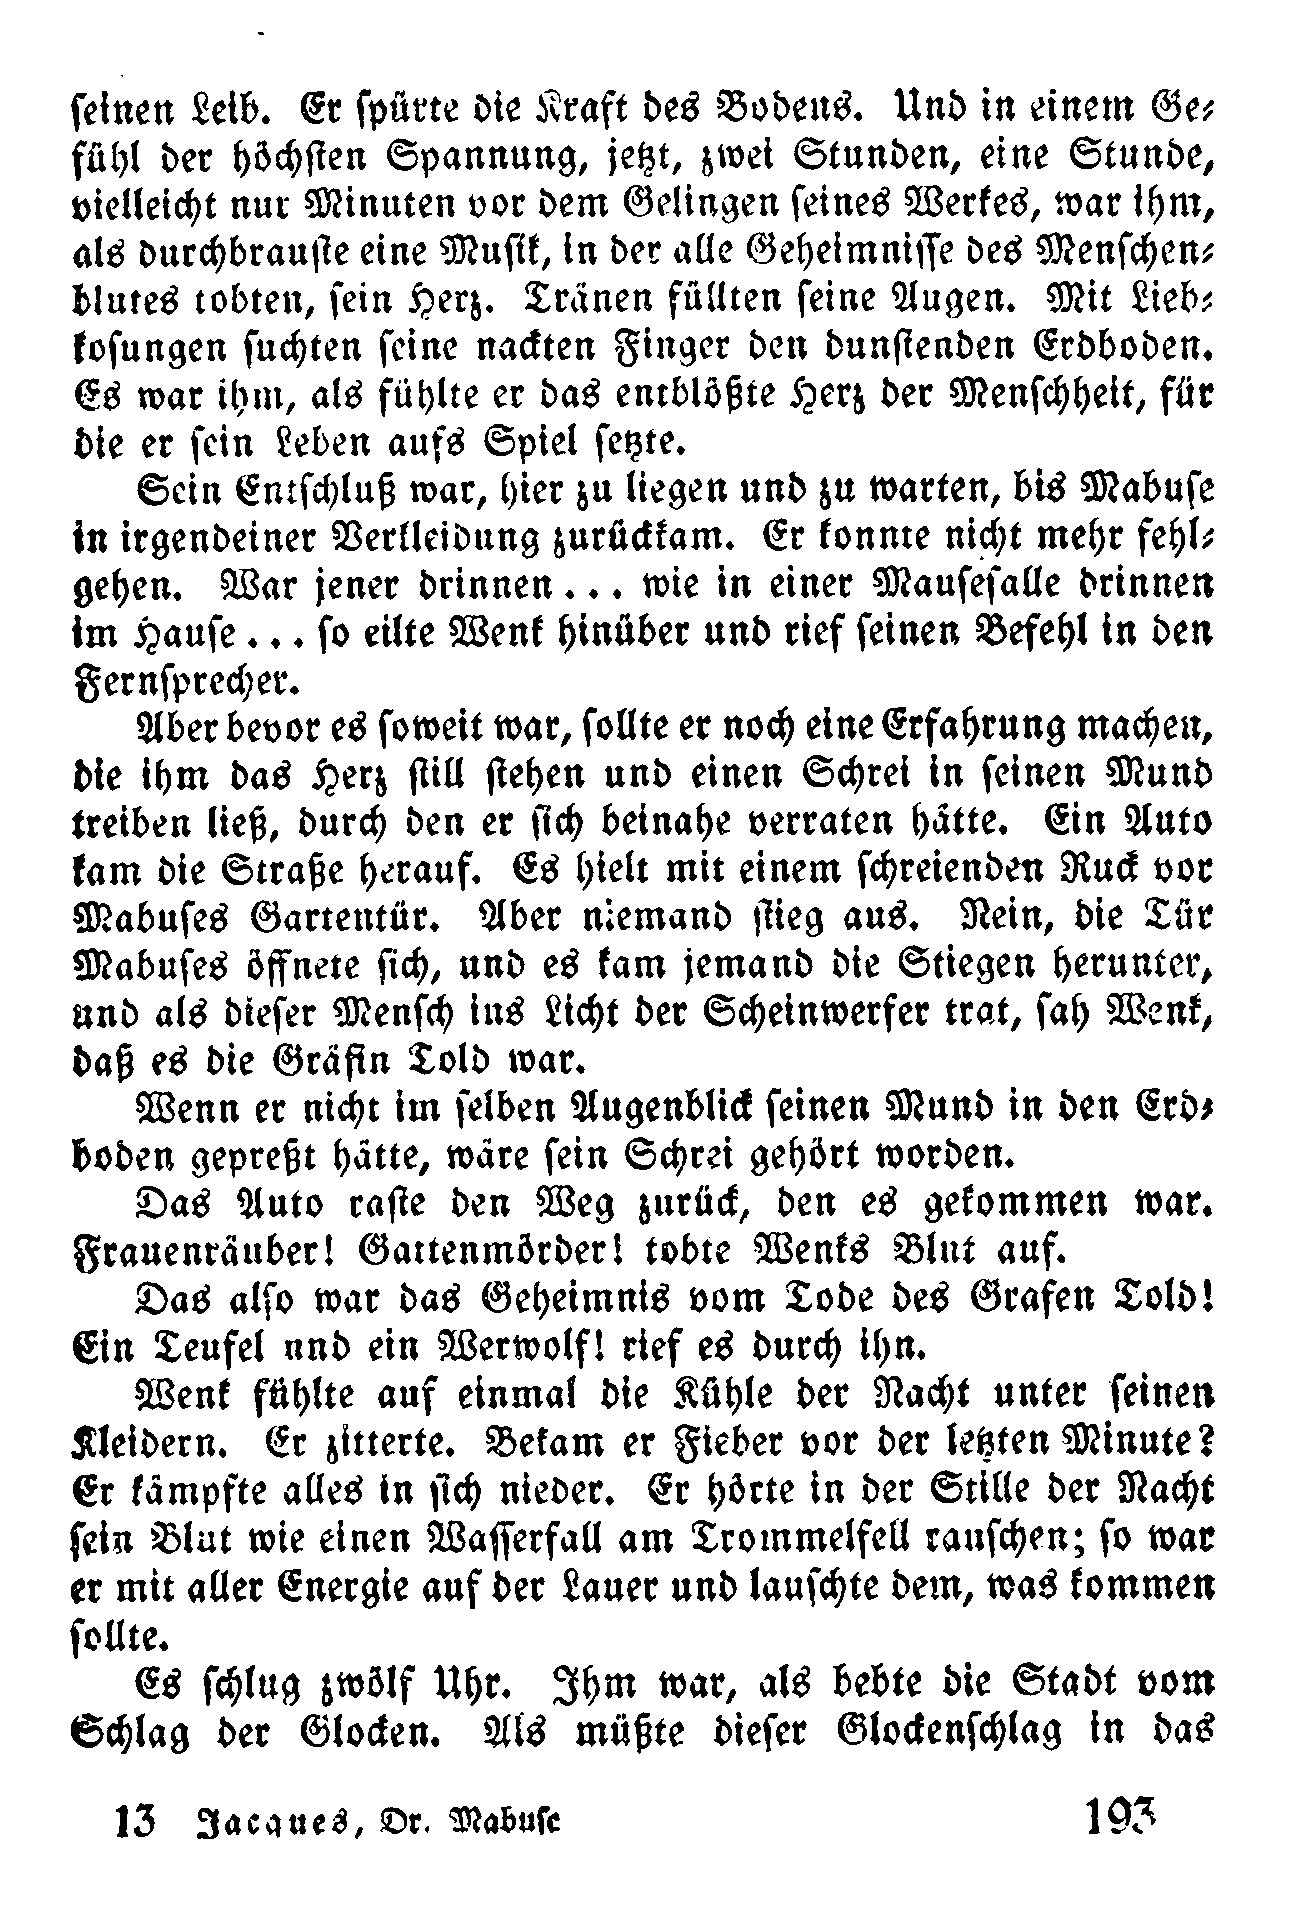 seinen Leib. Er spürte die Kraft des Bodens. Und in einem Ge-
fühl der höchsten Spannung, jetzt, zwei Stunden, eine Stunde,
vielleicht nur Minuten vor dem Gelingen seines Werkes, war ihm,
als durchbrauste eine Musik, in der alle Geheimnisse des Menschen-
blutes tobten, sein Herz. Tränen füllten seine Augen. Mit Lieb-
kosungen suchten seine nackten Finger den dunstenden Erdboden.
Es war ihm, als fühlte er das entblößte Herz der Menschheit, für
die er sein Leben aufs Spiel setzte.
Sein Entschluß war, hier zu liegen und zu warten, bis Mabuse
in irgendeiner Verkleidung zurückkam. Er konnte nicht mehr fehl-
gehen. War jener drinnen ... wie in einer Mausefalle drinnen
im Hause ... so eilte Wenk hinüber und rief seinen Befehl in den
Fernsprecher.
Aber bevor es soweit war, sollte er noch eine Erfahrung machen,
die ihm das Herz still stehen und einen Schrei in seinen Mund
treiben ließ, durch den er sich beinahe verraten hätte. Ein Auto
kam die Straße herauf. Es hielt mit einem schreienden Ruck vor
Mabuses Gartentür. Aber niemand stieg aus. Nein, die Tür
Mabuses öffnete sich, und es kam jemand die Stiegen herunter,
und als dieser Mensch ins Licht der Scheinwerfer trat, sah Wenk,
daß es die Gräfin Told war.
Wenn er nicht im selben Augenblick seinen Mund in den Erd-
boden gepreßt hätte, wäre sein Schrei gehört worden.
Das Auto raste den Weg zurück, den es gekommen war.
Frauenräuber! Gattenmörder! tobte Wenks Blut auf.
Das also war das Geheimnis vom Tode des Grafen Told!
Ein Teufel nnd ein Werwolf! rief es durch ihn.
Wenk fühlte auf einmal die Kühle der Nacht unter seinen
Kleidern. Er zitterte. Bekam er Fieber vor der letzten Minute?
Er kämpfte alles in sich nieder. Er hörte in der Stille der Nacht
sein Blut wie einen Wasserfall am Trommelfell rauschen; so war
er mit aller Energie auf der Lauer und lauschte dem, was kommen
sollte.
Es schlug zwölf Uhr. Ihm war, als bebte die Stadt vom
Schlag der Glocken. Als müßte dieser Glockenschlag in das
13 Jacques, Dr. Mabuse 193